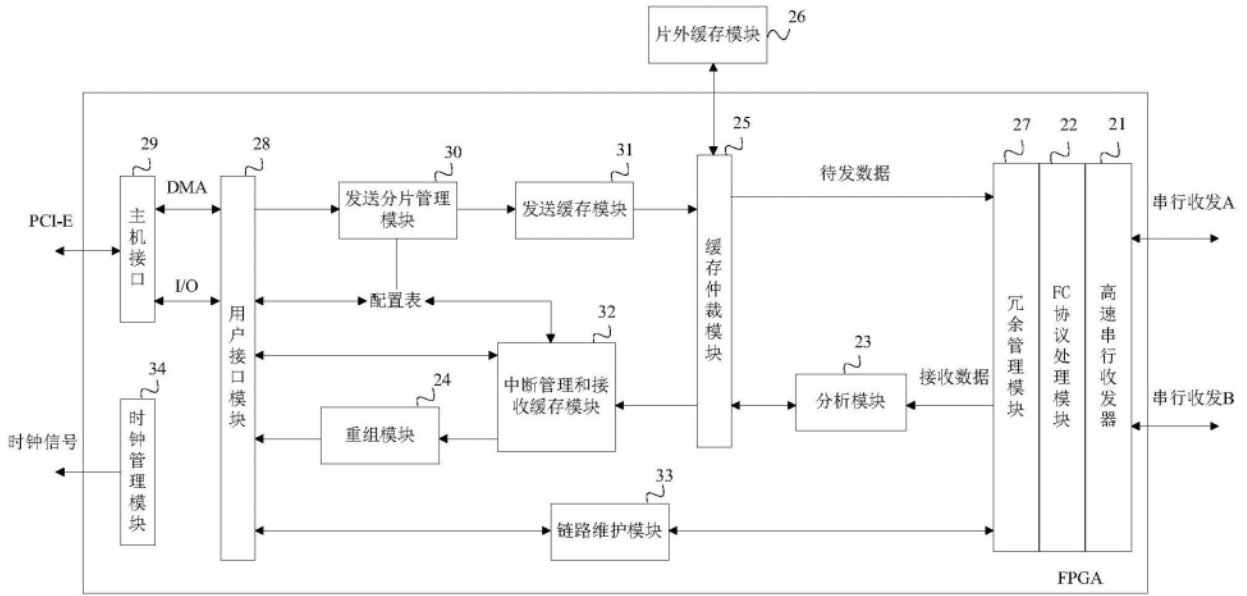 片外缓存模块
26
29
28
30
31
25
27
22
21
DMA
发送分片管理
模块
发送缓存模块
待发数据
串行收发A
PCI-E
主机接口
I/O
配置表
用户接口模块
缓存仲裁模块
冗余管理模块
FC协议处理模块
高速串行收发器
32
34
24
23
中断管理和接
收缓存模块
接收数据
分析模块
串行收发B
重组模块
时钟信号
时钟管理模块
33
链路维护模块
FPGA